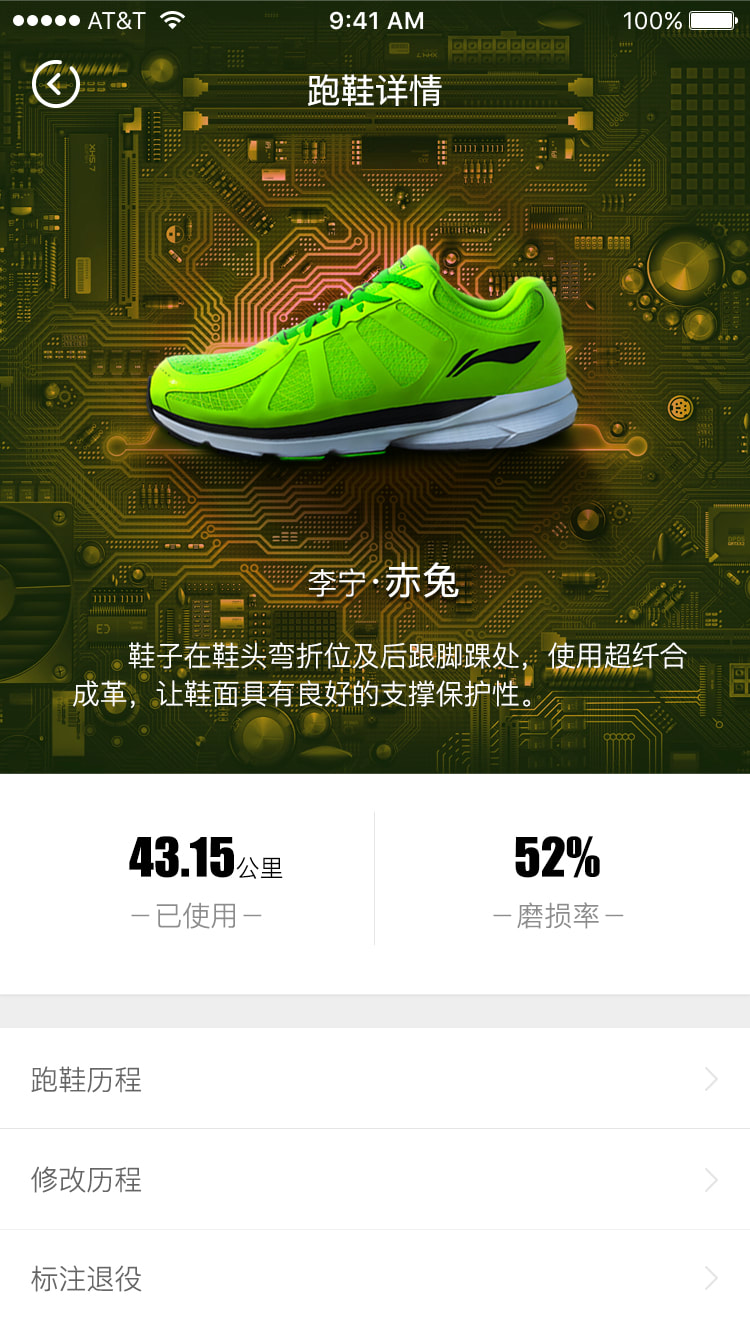 AT&T 9:41 AM 100%
跑鞋详情
李宁·赤兔
鞋子在鞋头弯折位及后跟脚踝处，使用超纤合
成革，让鞋面具有良好的支撑保护性。
43.15公里 52%
－已使用－ －磨损率－
跑鞋历程
修改历程
标注退役